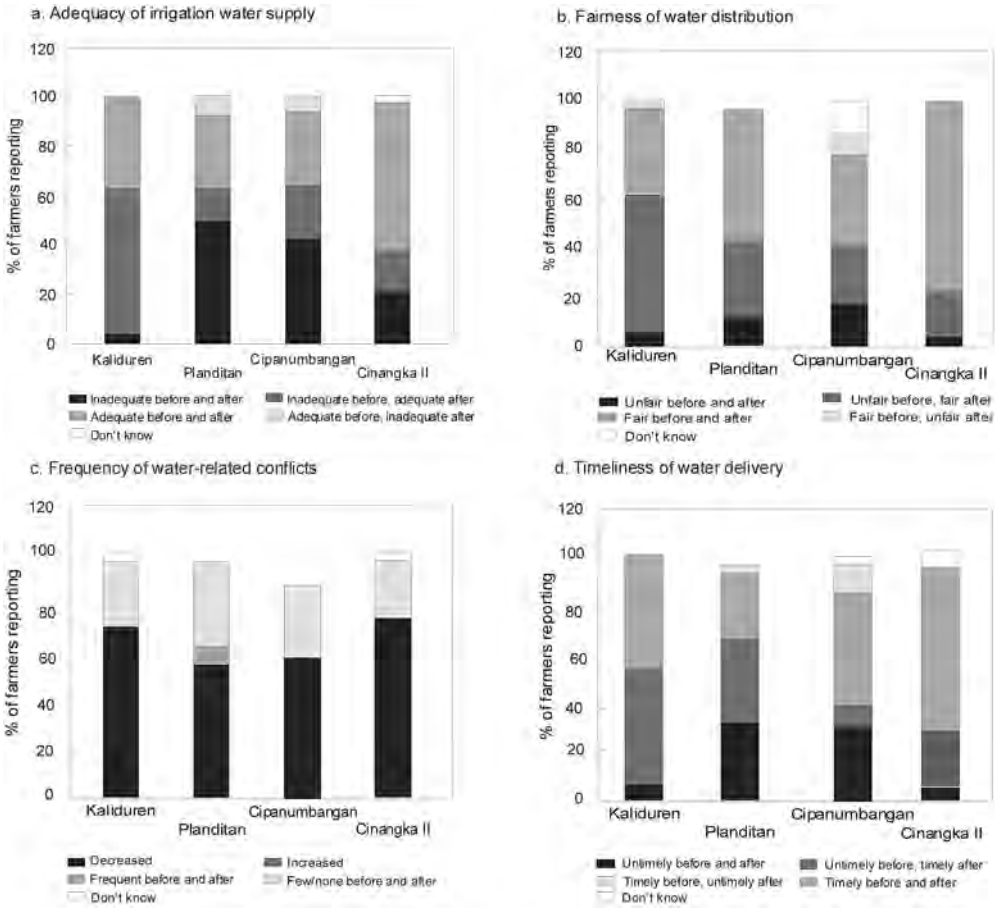 a. Adequacy of irrigation water supply
120
100
80
60
40
20
0
% of farmers reporting
Kaliduren
Planditan
Cipanumbangan
Cinangka II
Inadequate before and after
Inadequate before, adequate after
Adequate before and after
Adequate before, inadequate after
Don't know
b. Fairness of water distribution
120
100
80
60
40
20
0
% of farmers reporting
Kaliduren
Planditan
Cipanumbangan
Cinangka II
Unfair before and after
Unfair before, fair after
Fair before and after
Fair before, unfair after
Don't know
c. Frequency of water-related conflicts
120
100
80
60
40
20
0
% of farmers reporting
Kaliduren
Planditan
Cipanumbangan
Cinangka II
Decreased
Increased
Frequent before and after
Few/none before and after
Don't know
d. Timeliness of water delivery
120
100
80
60
40
20
0
% of farmers reporting
Kaliduren
Planditan
Cipanumbangan
Cinangka II
Untimely before and after
Untimely before, timely after
Timely before, untimely after
Timely before and after
Don't know